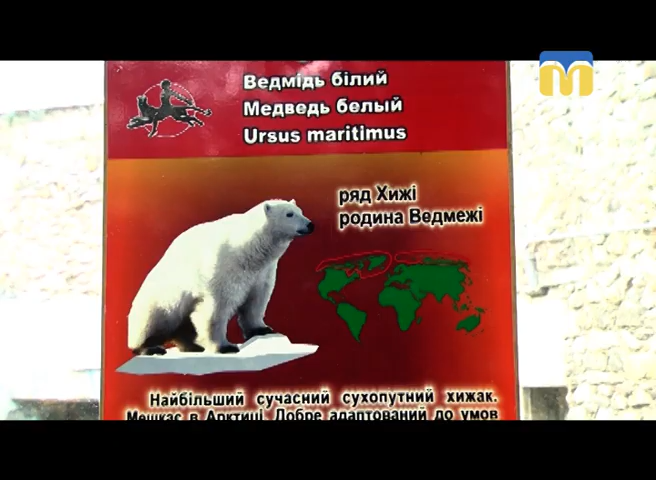 Ведмідь білий
Медведь белый
Ursus maritimus
ряд Хижі
родина Ведмежі
Найбільший сучасний сухопутний хижак.
Мешкає в Арктиці. Добре адаптований до умов